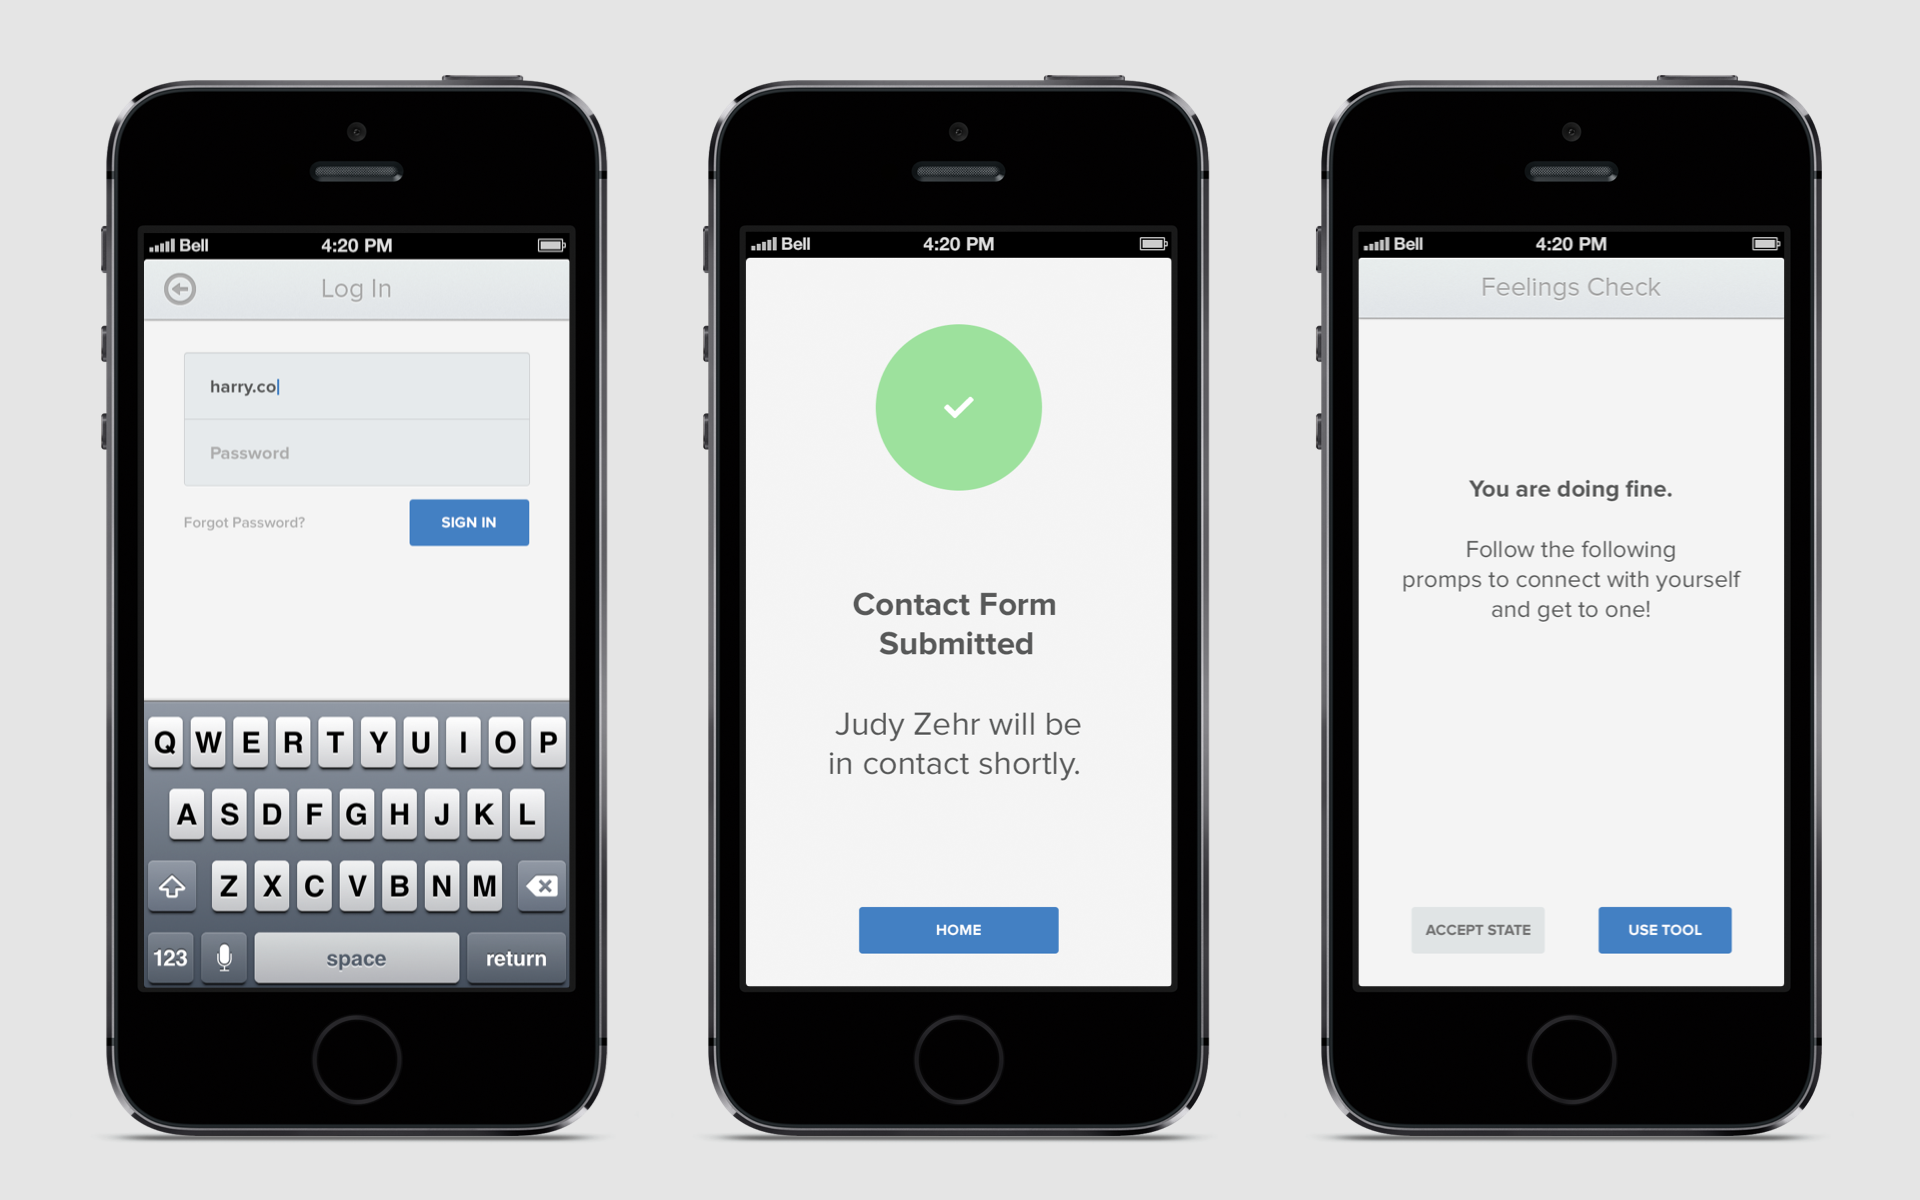 Bell 4:20 PM
Log In
harry.co
Password
Forgot Password? SIGN IN
Q W E R T Y U I O P
A S D F G H J K L
Z X C V B N M
123 space return
Bell 4:20 PM
Contact Form
Submitted
Judy Zehr will be
in contact shortly.
HOME
Bell 4:20 PM
Feelings Check
You are doing fine.
Follow the following
promps to connect with yourself
and get to one!
ACCEPT STATE USE TOOL